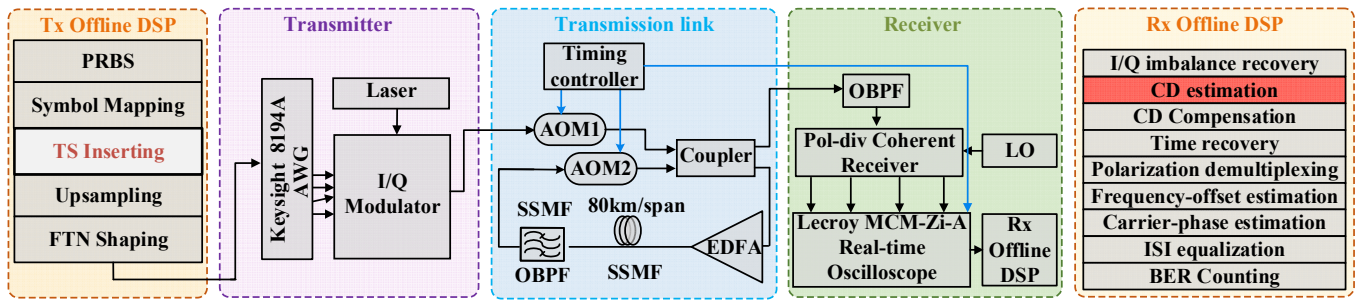 Tx Offline DSP
PRBS
Symbol Mapping
TS Inserting
Upsampling
FTN Shaping
Transmitter
Keysight 8194A
AWG
Laser
I/Q
Modulator
Transmission link
Timing
controller
AOM1
AOM2
Coupler
SSMF
80km/span
OBPF
SSMF
EDFA
Receiver
OBPF
Pol-div Coherent
Receiver
LO
Lecroy MCM-Zi-A
Real-time
Oscilloscope
Rx
Offline
DSP
Rx Offline DSP
I/Q imbalance recovery
CD estimation
CD Compensation
Time recovery
Polarization demultiplexing
Frequency-offset estimation
Carrier-phase estimation
ISI equalization
BER Counting